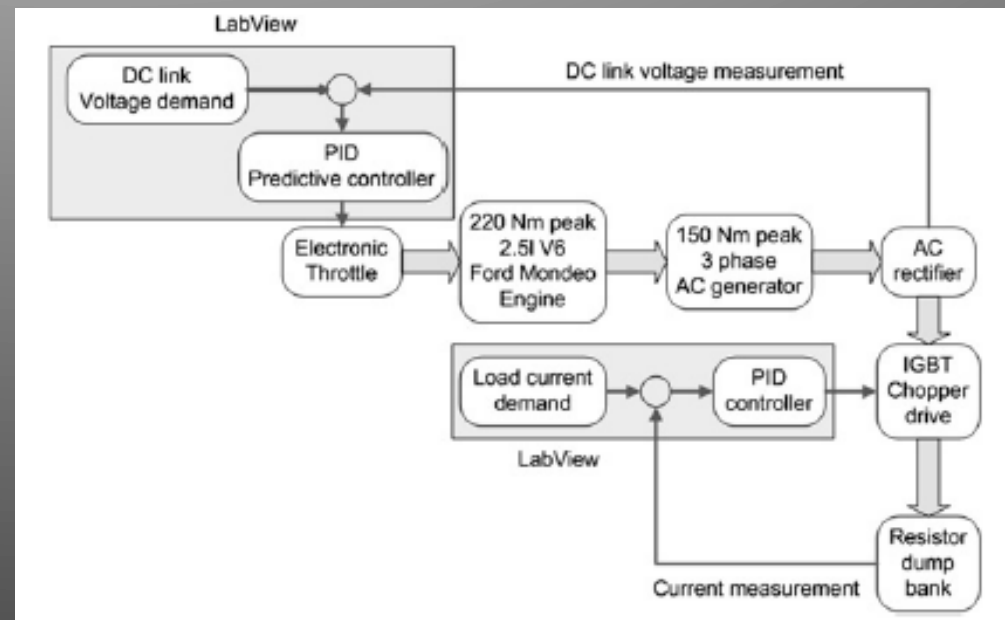 LabView
DC link
Voltage demand
DC link voltage measurement
PID
Predictive controller
Electronic
Throttle
220 Nm peak
2.5l V6
Ford Mondeo
Engine
150 Nm peak
3 phase
AC generator
AC
rectifier
Load current
demand
PID
controller
IGBT
Chopper
drive
LabView
Current measurement
Resistor
dump
bank